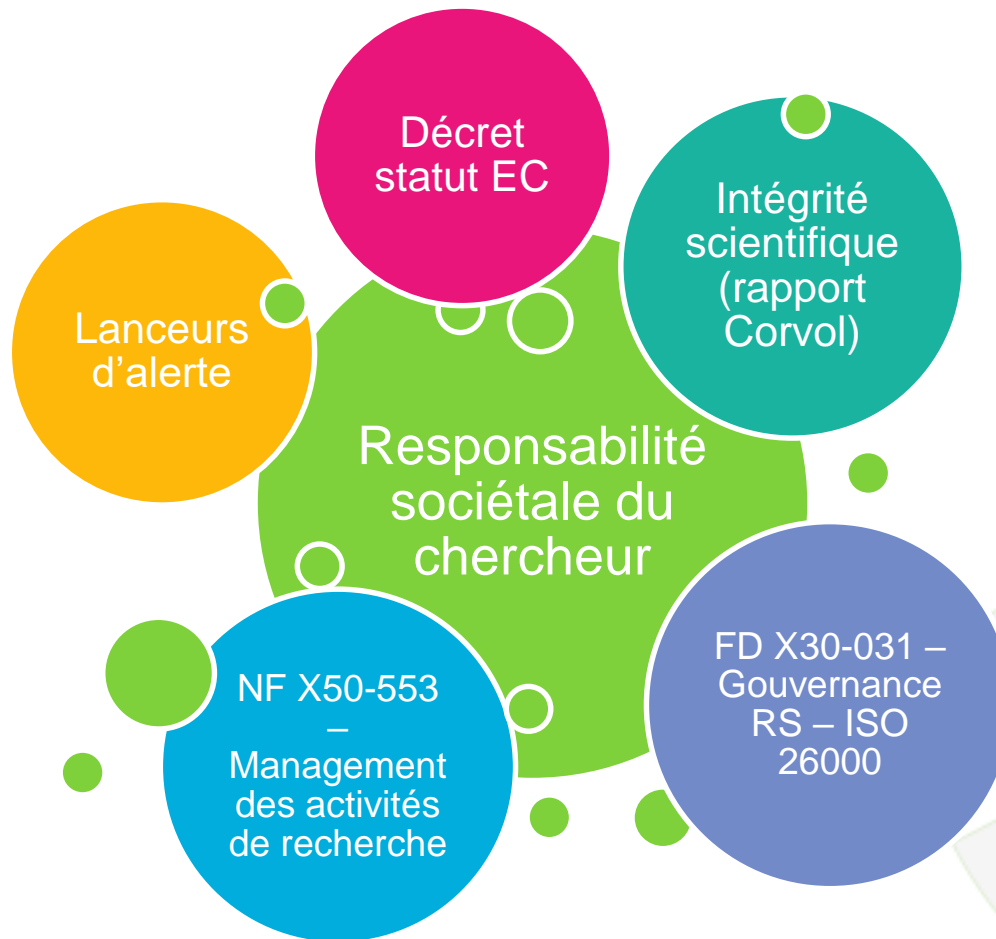 Décret
statut EC
Intégrité
scientifique
(rapport
Corvol)
Lanceurs
d’alerte
Responsabilité
sociétale du
chercheur
FD X30-031 –
Gouvernance
RS – ISO
26000
NF X50-553
–
Management
des activités
de recherche